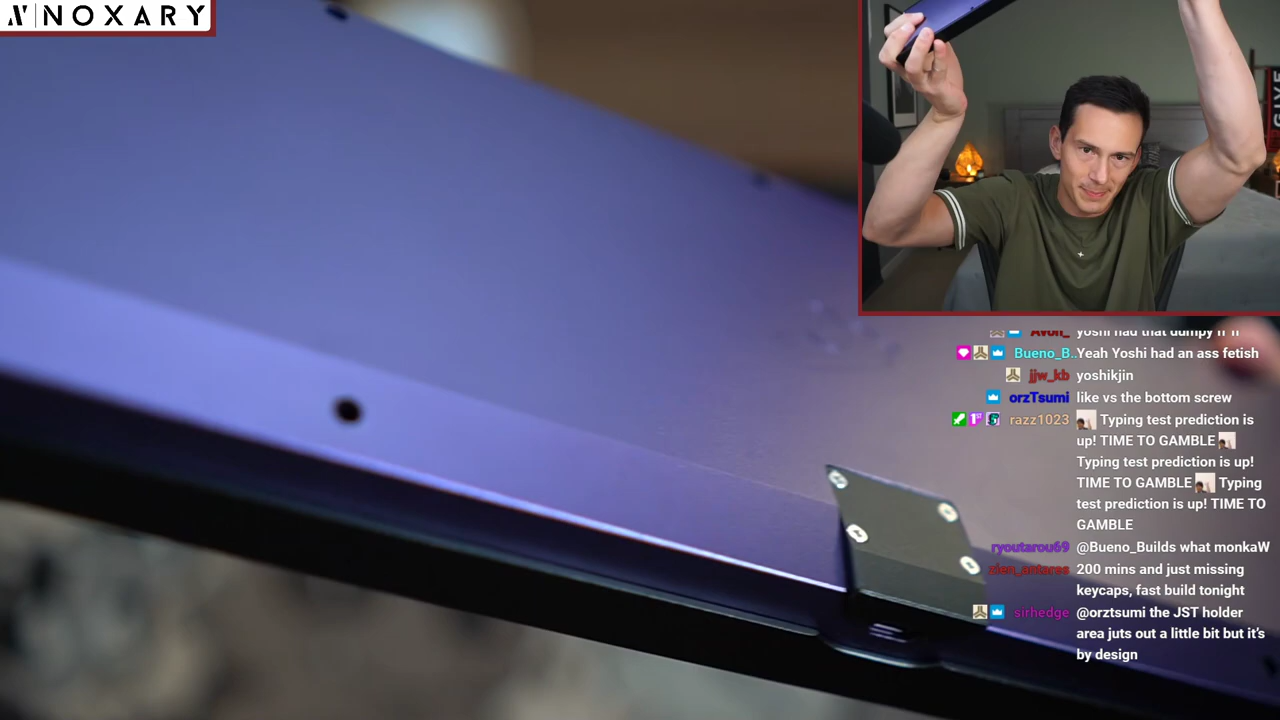 NOXARY
Avon_ yoshi had that dumpy fr fr
Bueno_B.. Yeah Yoshi had an ass fetish
jjw_kb yoshikjin
orzTsumi like vs the bottom screw
razz1023 Typing test prediction is
up! TIME TO GAMBLE
Typing test prediction is up!
TIME TO GAMBLE Typing
test prediction is up! TIME TO
GAMBLE
ryoutarou69 @Bueno_Builds what monkaW
zien_antares 200 mins and just missing
keycaps, fast build tonight
sirhedge @orztsumi the JST holder
area juts out a little bit but it's
by design